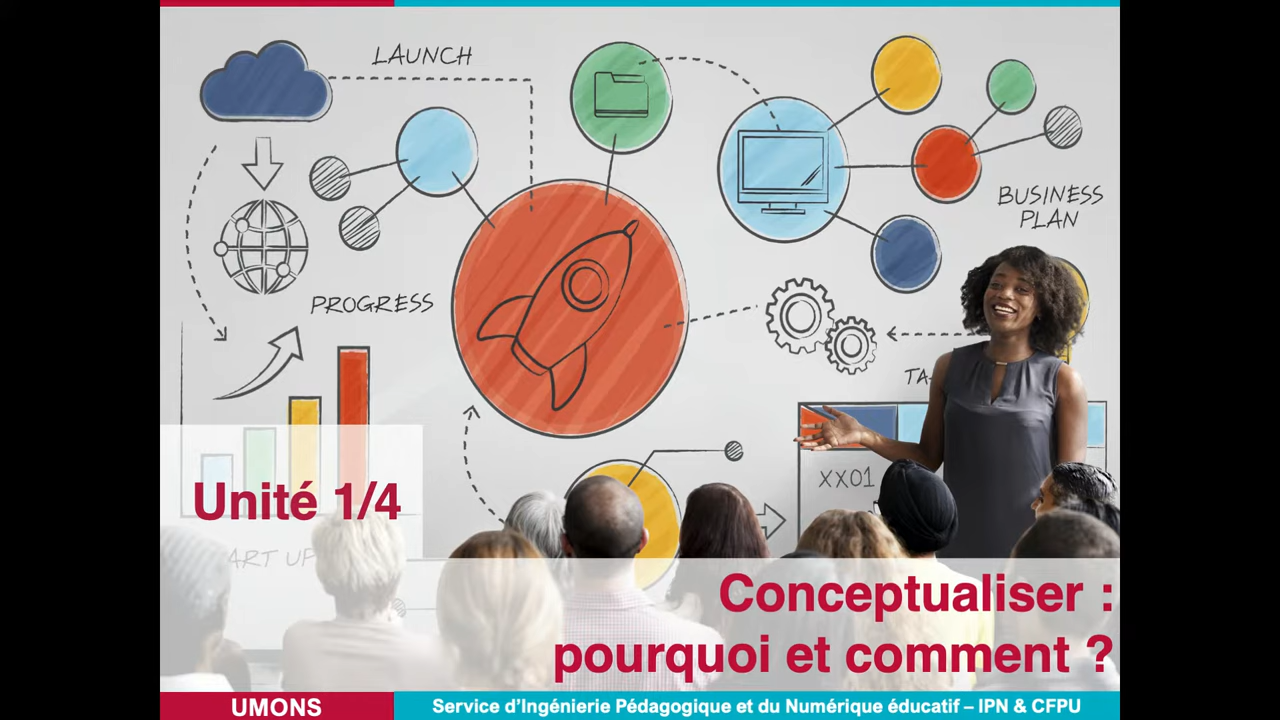 LAUNCH
BUSINESS
PLAN
PROGRESS
XX01
Unité 1/4
Conceptualiser :
pourquoi et comment ?
UMONS
Service d'Ingénierie Pédagogique et du Numérique éducatif – IPN & CFPU